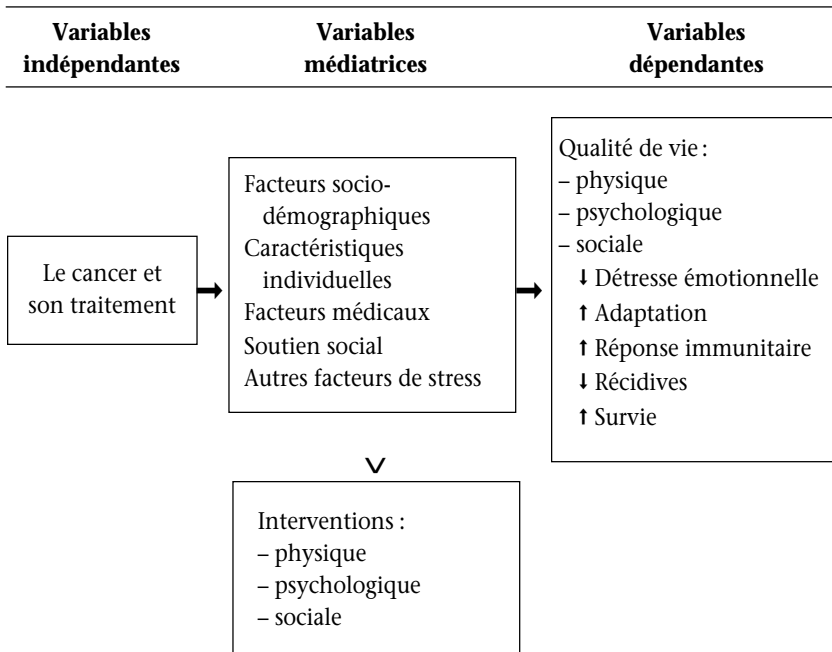 Variables indépendantes
Variables médiatrices
Variables dépendantes
Le cancer et
son traitement
Facteurs socio-
démographiques
Caractéristiques
individuelles
Facteurs médicaux
Soutien social
Autres facteurs de stress
Qualité de vie :
– physique
– psychologique
– sociale
⬇ Détresse émotionnelle
⬆ Adaptation
⬆ Réponse immunitaire
⬇ Récidives
⬆ Survie
Interventions :
– physique
– psychologique
– sociale